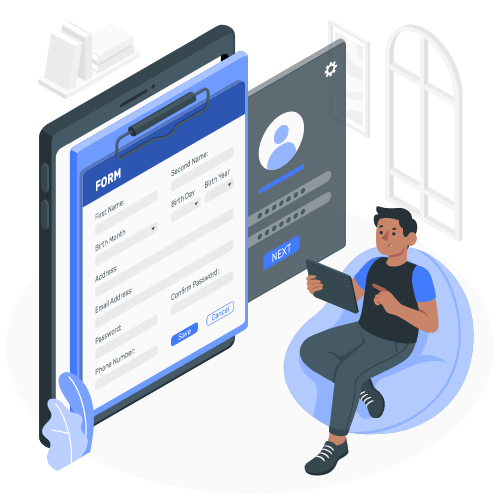 FORM
First Name:
Second Name:
Birth Month
Birth Day
Birth Year
Address:
Email Address:
Password:
Confirm Password:
Phone Number:
Save
Cancel
NEXT